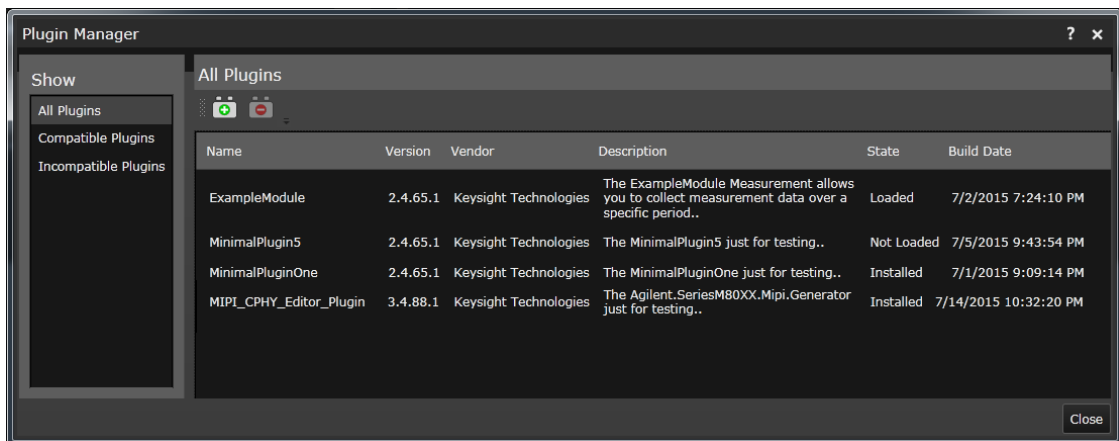 Plugin Manager
? ×
Show
All Plugins
Compatible Plugins
Incompatible Plugins
All Plugins
Name Version Vendor Description State Build Date
ExampleModule 2.4.65.1 Keysight Technologies The ExampleModule Measurement allows you to collect measurement data over a specific period.. Loaded 7/2/2015 7:24:10 PM
MinimalPlugin5 2.4.65.1 Keysight Technologies The MinimalPlugin5 just for testing.. Not Loaded 7/5/2015 9:43:54 PM
MinimalPluginOne 2.4.65.1 Keysight Technologies The MinimalPluginOne just for testing.. Installed 7/1/2015 9:09:14 PM
MIPI_CPHY_Editor_Plugin 3.4.88.1 Keysight Technologies The Agilent.SeriesM80XX.Mipi.Generator just for testing.. Installed 7/14/2015 10:32:20 PM
Close